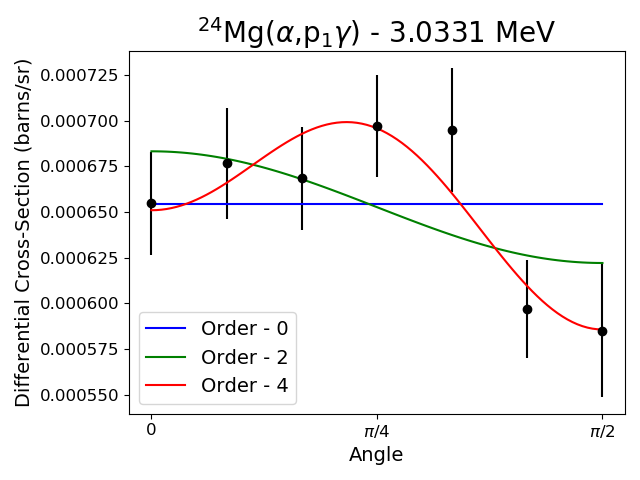 ²⁴Mg(α,p₁γ) - 3.0331 MeV
Differential Cross-Section (barns/sr)
0.000725
0.000700
0.000675
0.000650
0.000625
0.000600
0.000575
0.000550
Order - 0
Order - 2
Order - 4
0
π/4
π/2
Angle